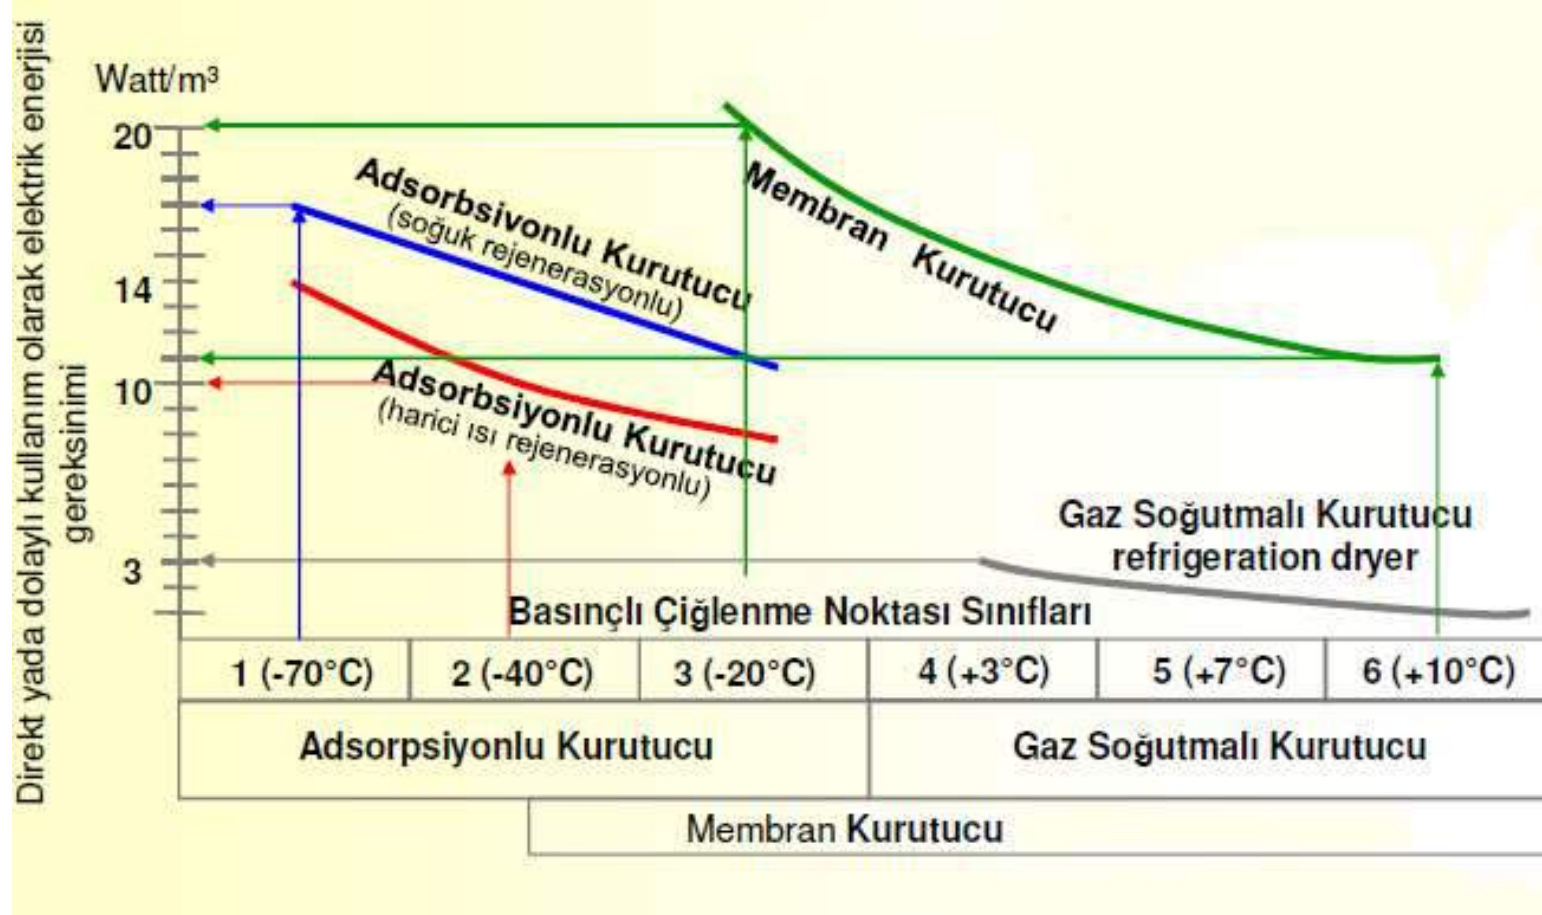 Direkt yada dolaylı kullanım olarak elektrik enerjisi
gereksinimi
Watt/m³
20
14
10
3
Adsorbsivonlu Kurutucu
(soğuk rejenerasyonlu)
Membran Kurutucu
Adsorbsiyonlu Kurutucu
(harici ısı rejenerasyonlu)
Gaz Soğutmalı Kurutucu
refrigeration dryer
Basınçlı Çiğlenme Noktası Sınıfları
1 (-70°C) 2 (-40°C) 3 (-20°C) 4 (+3°C) 5 (+7°C) 6 (+10°C)
Adsorpsiyonlu Kurutucu Gaz Soğutmalı Kurutucu
Membran Kurutucu